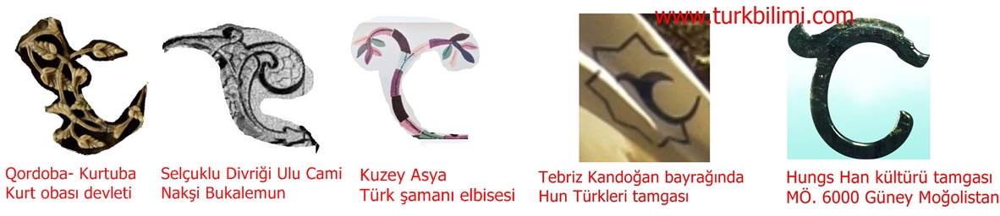 www.turkbilimi.com
Qordoba- Kurtuba
Kurt obası devleti
Selçuklu Divriği Ulu Cami
Nakşi Bukalemun
Kuzey Asya
Türk şamanı elbisesi
Tebriz Kandoğan bayrağında
Hun Türkleri tamgası
Hungs Han kültürü tamgası
MÖ. 6000 Güney Moğolistan